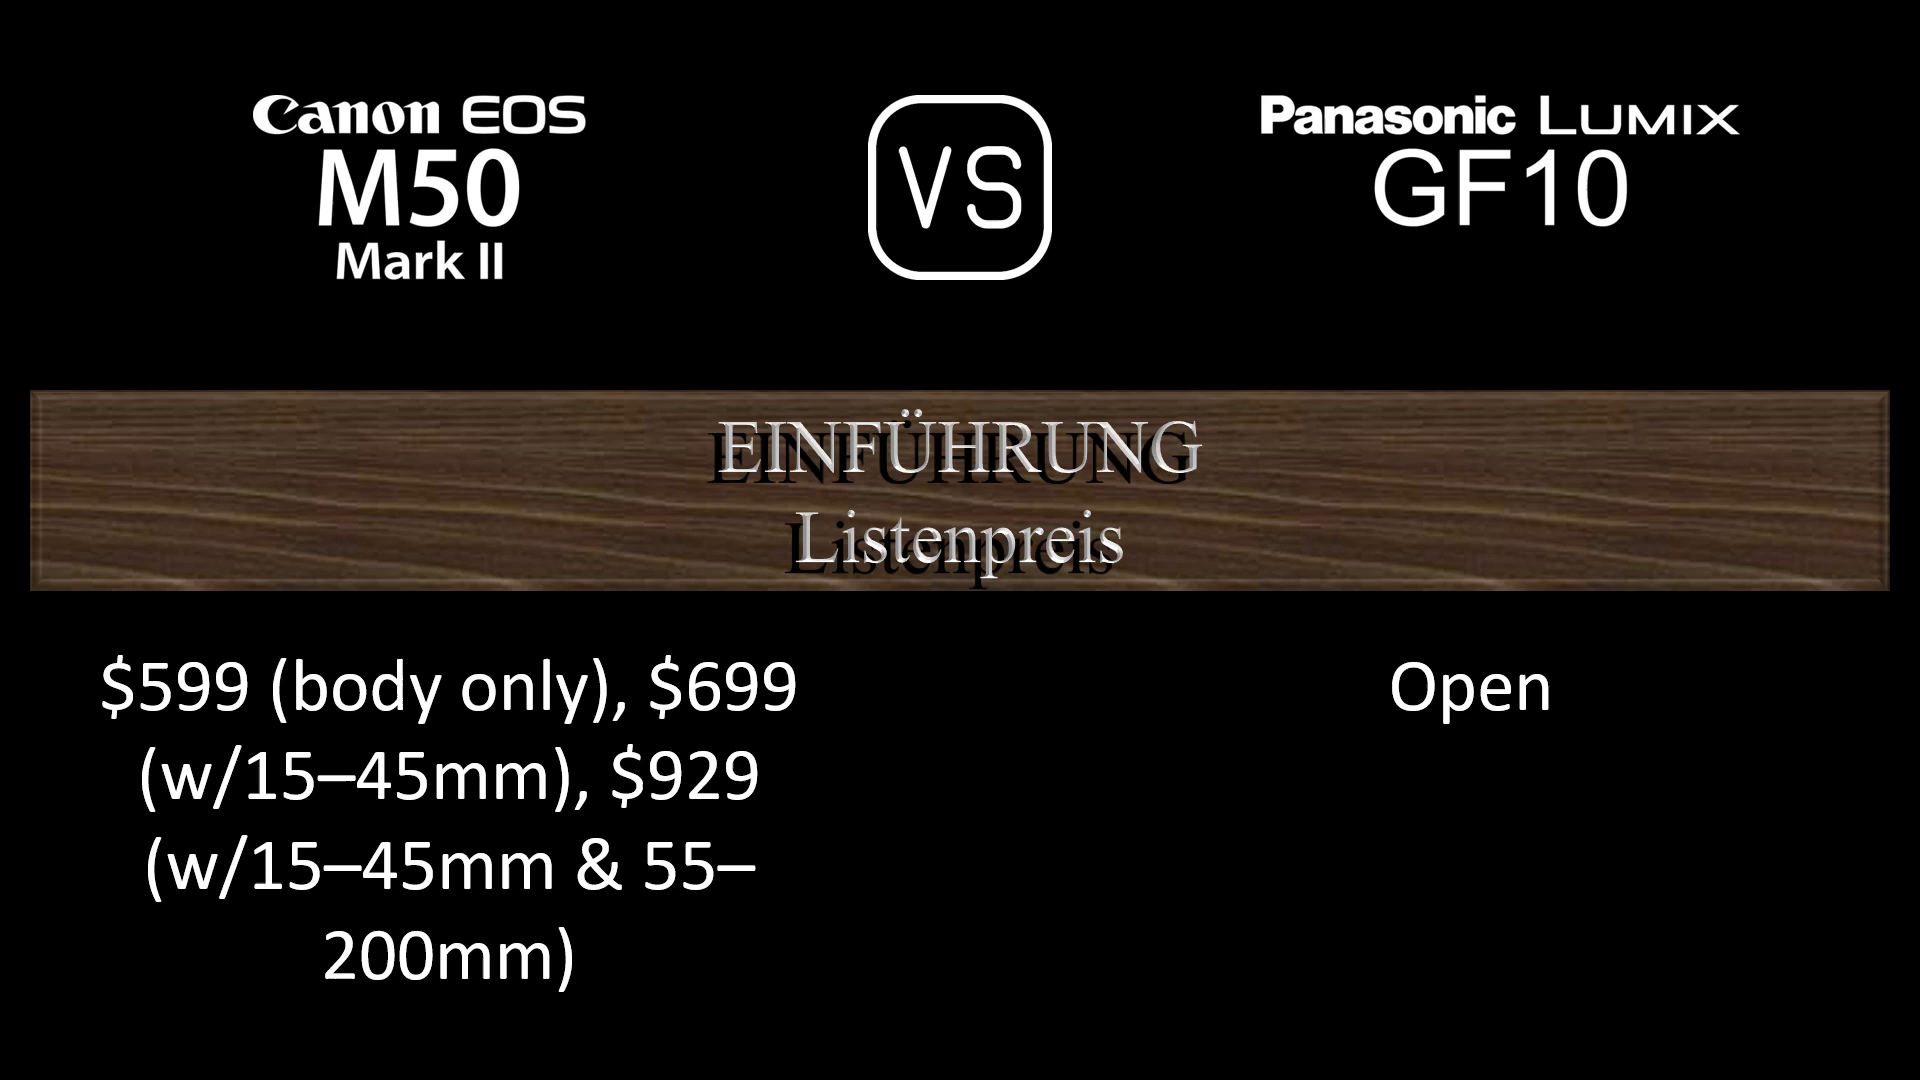 Canon EOS
M50
Mark II
VS
Panasonic LUMIX
GF10
EINFÜHRUNG
Listenpreis
$599 (body only), $699
(w/15–45mm), $929
(w/15–45mm & 55–
200mm)
Open